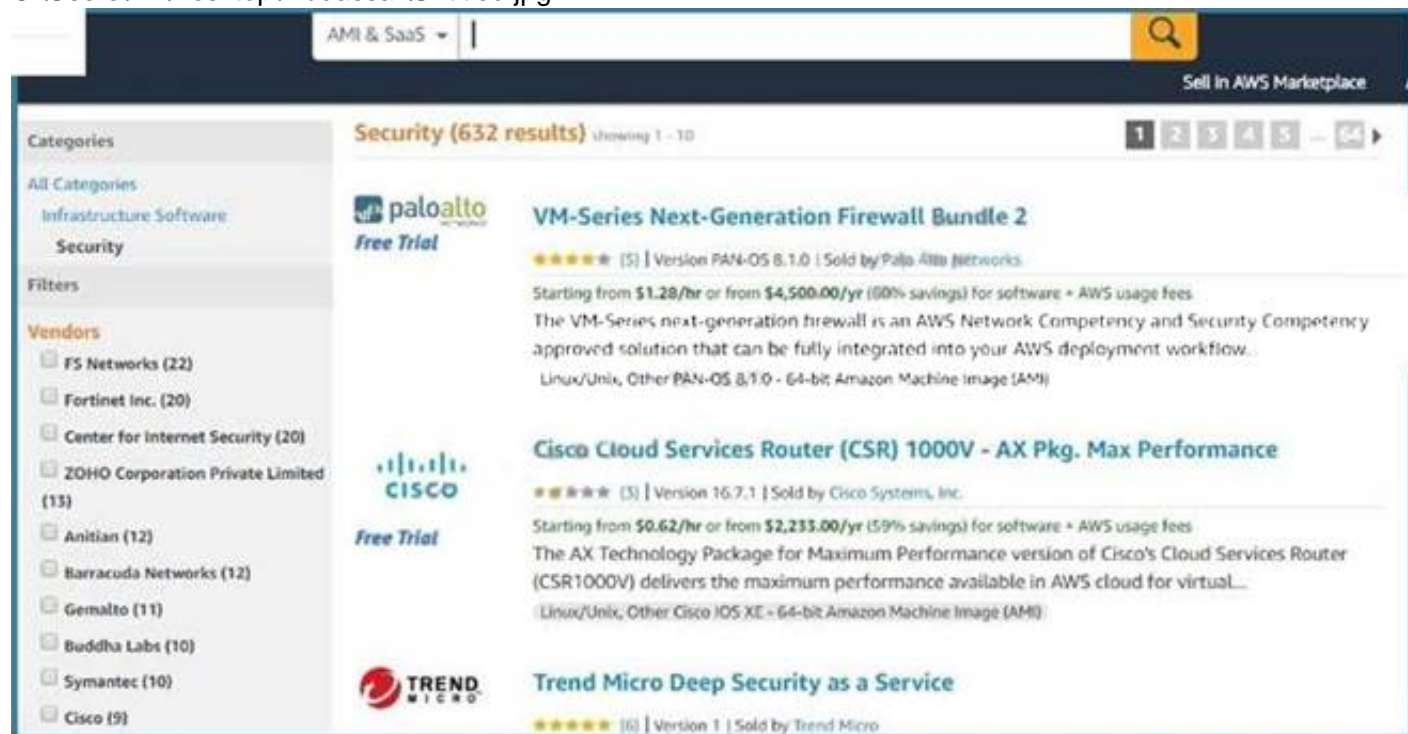 AMI & SaaS
Sell in AWS Marketplace
Categories
All Categories
Infrastructure Software
Security
Filters
Vendors
F5 Networks (22)
Fortinet Inc. (20)
Center for Internet Security (20)
ZOHO Corporation Private Limited
(13)
Anitian (12)
Barracuda Networks (12)
Gemalto (11)
Buddha Labs (10)
Symantec (10)
Cisco (9)
Security (632 results) showing 1 - 10
1 2 3 4 5 ... 64
paloalto
NETWORKS
Free Trial
VM-Series Next-Generation Firewall Bundle 2
(5) | Version PAN-OS 8.1.0 | Sold by Palo Alto Networks
Starting from $1.28/hr or from $4,500.00/yr (60% savings) for software + AWS usage fees
The VM-Series next-generation firewall is an AWS Network Competency and Security Competency
approved solution that can be fully integrated into your AWS deployment workflow...
Linux/Unix, Other PAN-OS 8.1.0 - 64-bit Amazon Machine Image (AMI)
CISCO
Free Trial
Cisco Cloud Services Router (CSR) 1000V - AX Pkg. Max Performance
(3) | Version 16.7.1 | Sold by Cisco Systems, Inc.
Starting from $0.62/hr or from $2,233.00/yr (59% savings) for software + AWS usage fees
The AX Technology Package for Maximum Performance version of Cisco's Cloud Services Router
(CSR1000V) delivers the maximum performance available in AWS cloud for virtual...
Linux/Unix, Other Cisco IOS XE - 64-bit Amazon Machine Image (AMI)
TREND
MICRO
Trend Micro Deep Security as a Service
(6) | Version 1 | Sold by Trend Micro